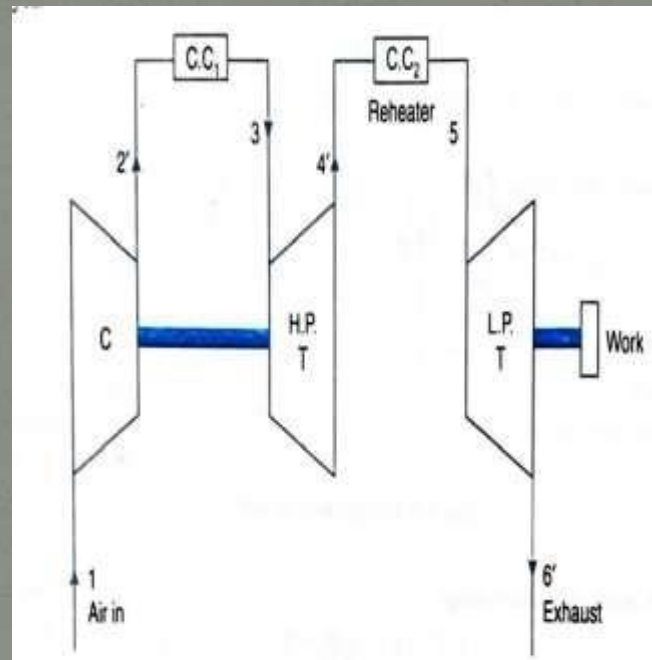 C.C₁
C.C₂
Reheater
2'
3
4'
5
C
H.P.
T
L.P.
T
Work
1
Air in
6'
Exhaust